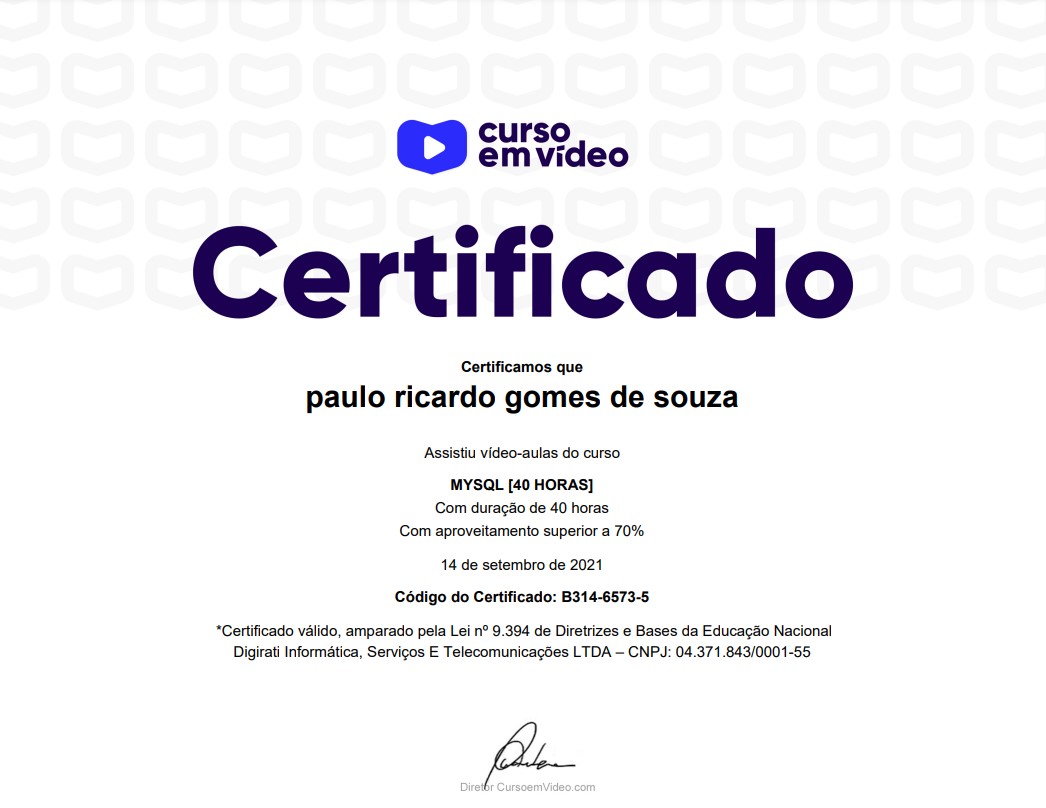 curso
em vídeo
Certificado
Certificamos que
paulo ricardo gomes de souza
Assistiu vídeo-aulas do curso
MYSQL [40 HORAS]
Com duração de 40 horas
Com aproveitamento superior a 70%
14 de setembro de 2021
Código do Certificado: B314-6573-5
*Certificado válido, amparado pela Lei nº 9.394 de Diretrizes e Bases da Educação Nacional
Digirati Informática, Serviços E Telecomunicações LTDA – CNPJ: 04.371.843/0001-55
Diretor CursoemVideo.com